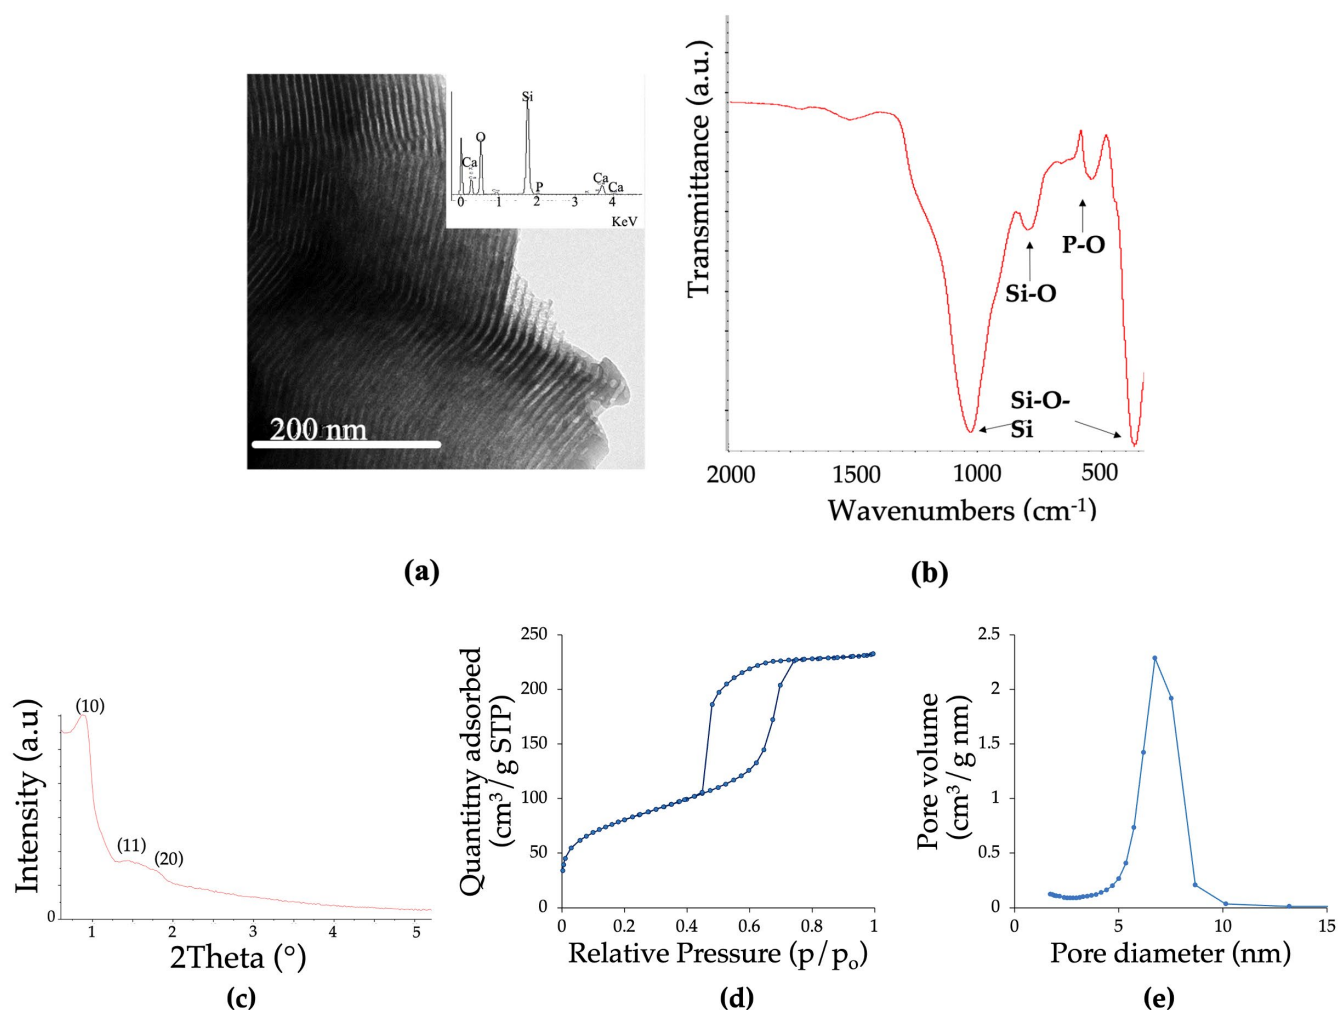 Si
O
Ca
P
Ca
Ca
0 1 2 3 4
KeV
200 nm
(a)
Transmittance (a.u.)
P-O
Si-O
Si-O-
Si
2000 1500 1000 500
Wavenumbers (cm-1)
(b)
Intensity (a.u)
(10)
(11)
(20)
0
1 2 3 4 5
2Theta (°)
(c)
Quantitny adsorbed
(cm3/g STP)
250
200
150
100
50
0
0 0.2 0.4 0.6 0.8 1
Relative Pressure (p/po)
(d)
Pore volume
(cm3/g nm)
2.5
2
1.5
1
0.5
0
0 5 10 15
Pore diameter (nm)
(e)